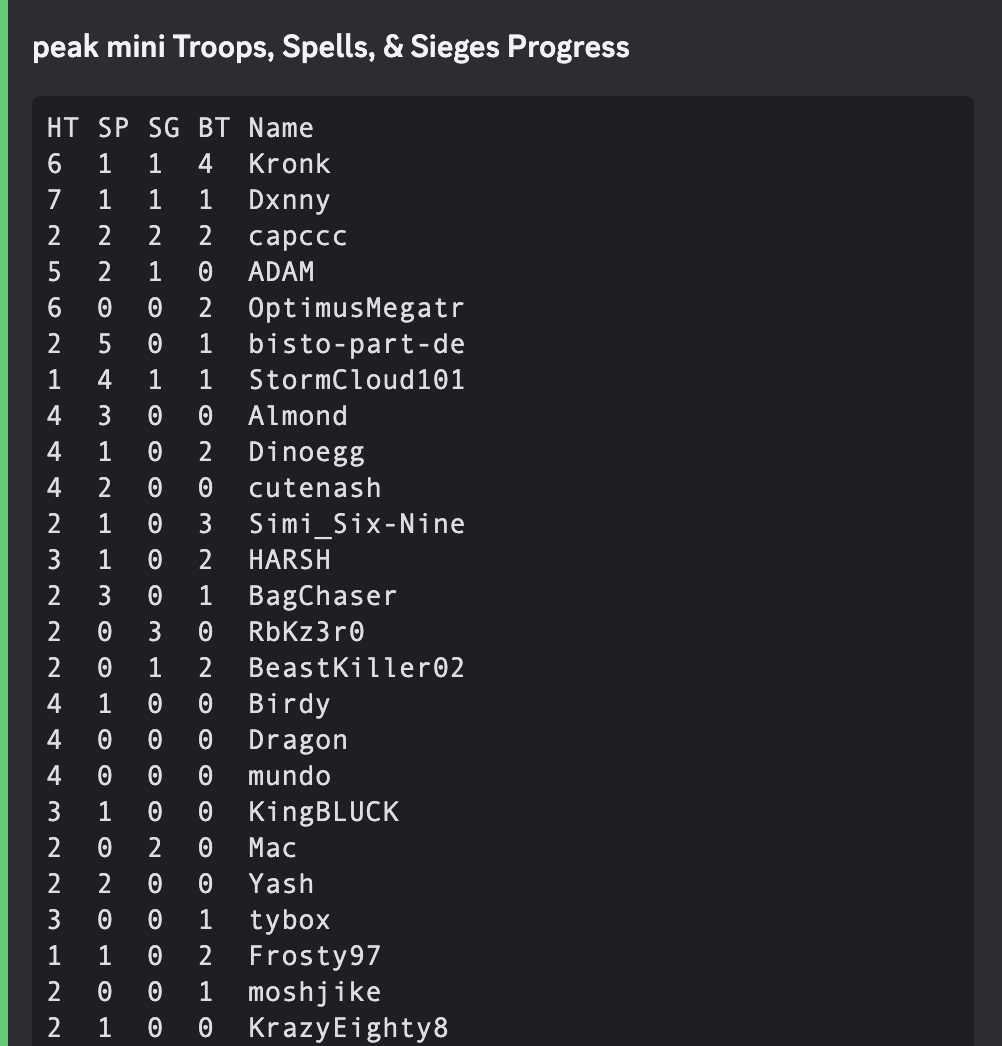 peak mini Troops, Spells, & Sieges Progress
HT SP SG BT Name
6 1 1 4 Kronk
7 1 1 1 Dxnny
2 2 2 2 capccc
5 2 1 0 ADAM
6 0 0 2 OptimusMegatr
2 5 0 1 bisto-part-de
1 4 1 1 StormCloud101
4 3 0 0 Almond
4 1 0 2 Dinoegg
4 2 0 0 cutenash
2 1 0 3 Simi_Six-Nine
3 1 0 2 HARSH
2 3 0 1 BagChaser
2 0 3 0 RbKz3r0
2 0 1 2 BeastKiller02
4 1 0 0 Birdy
4 0 0 0 Dragon
4 0 0 0 mundo
3 1 0 0 KingBLUCK
2 0 2 0 Mac
2 2 0 0 Yash
3 0 0 1 tybox
1 1 0 2 Frosty97
2 0 0 1 moshjike
2 1 0 0 KrazyEighty8